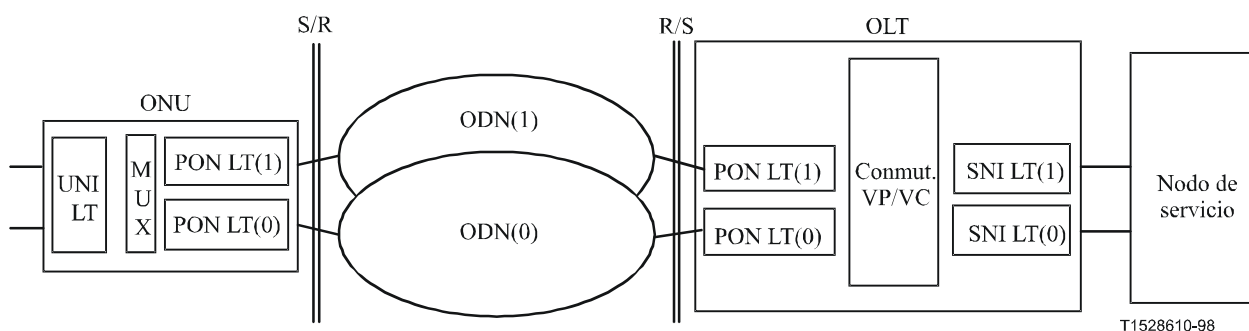 S/R
R/S
OLT
ONU
ODN(1)
UNI
LT
M
U
X
PON LT(1)
PON LT(0)
ODN(0)
PON LT(1)
PON LT(0)
Conmut.
VP/VC
SNI LT(1)
SNI LT(0)
Nodo de
servicio
T1528610-98